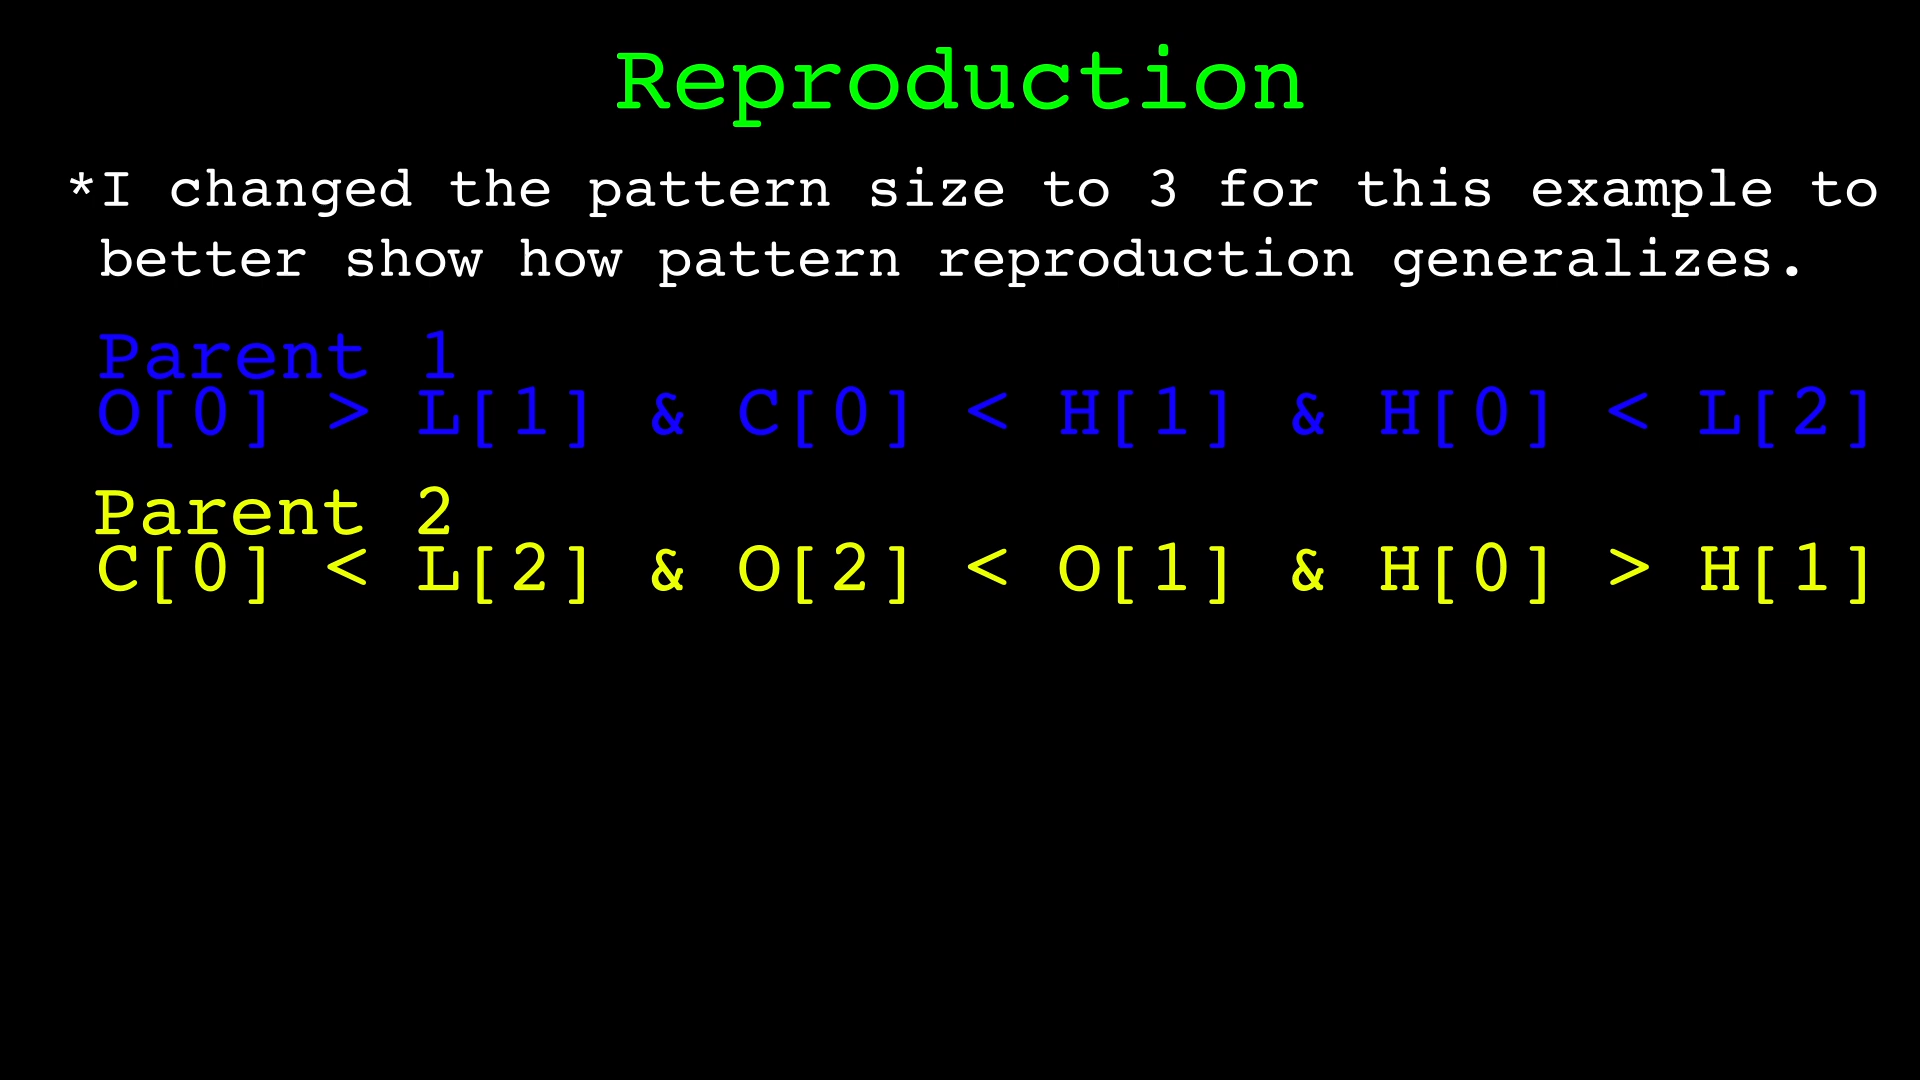 Reproduction
*I changed the pattern size to 3 for this example to
better show how pattern reproduction generalizes.
Parent 1
O[0] > L[1] & C[0] < H[1] & H[0] < L[2]
Parent 2
C[0] < L[2] & O[2] < O[1] & H[0] > H[1]